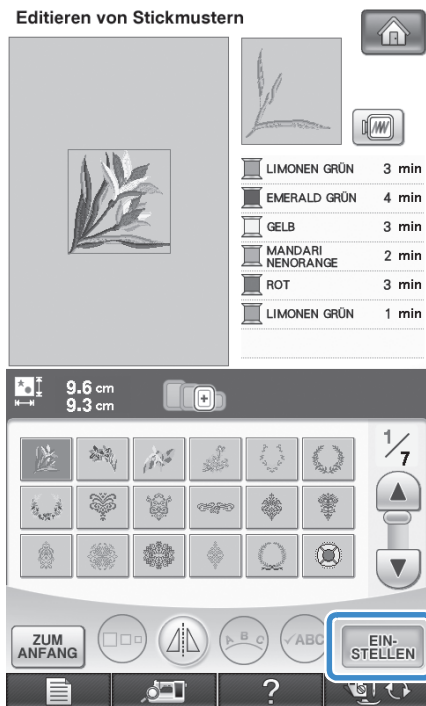 Editieren von Stickmustern
LIMONEN GRÜN 3 min
EMERALD GRÜN 4 min
GELB 3 min
MANDARI
NENORANGE 2 min
ROT 3 min
LIMONEN GRÜN 1 min
9.6 cm
9.3 cm
1/7
ZUM
ANFANG
A B C
✓ABC
EIN-
STELLEN
?